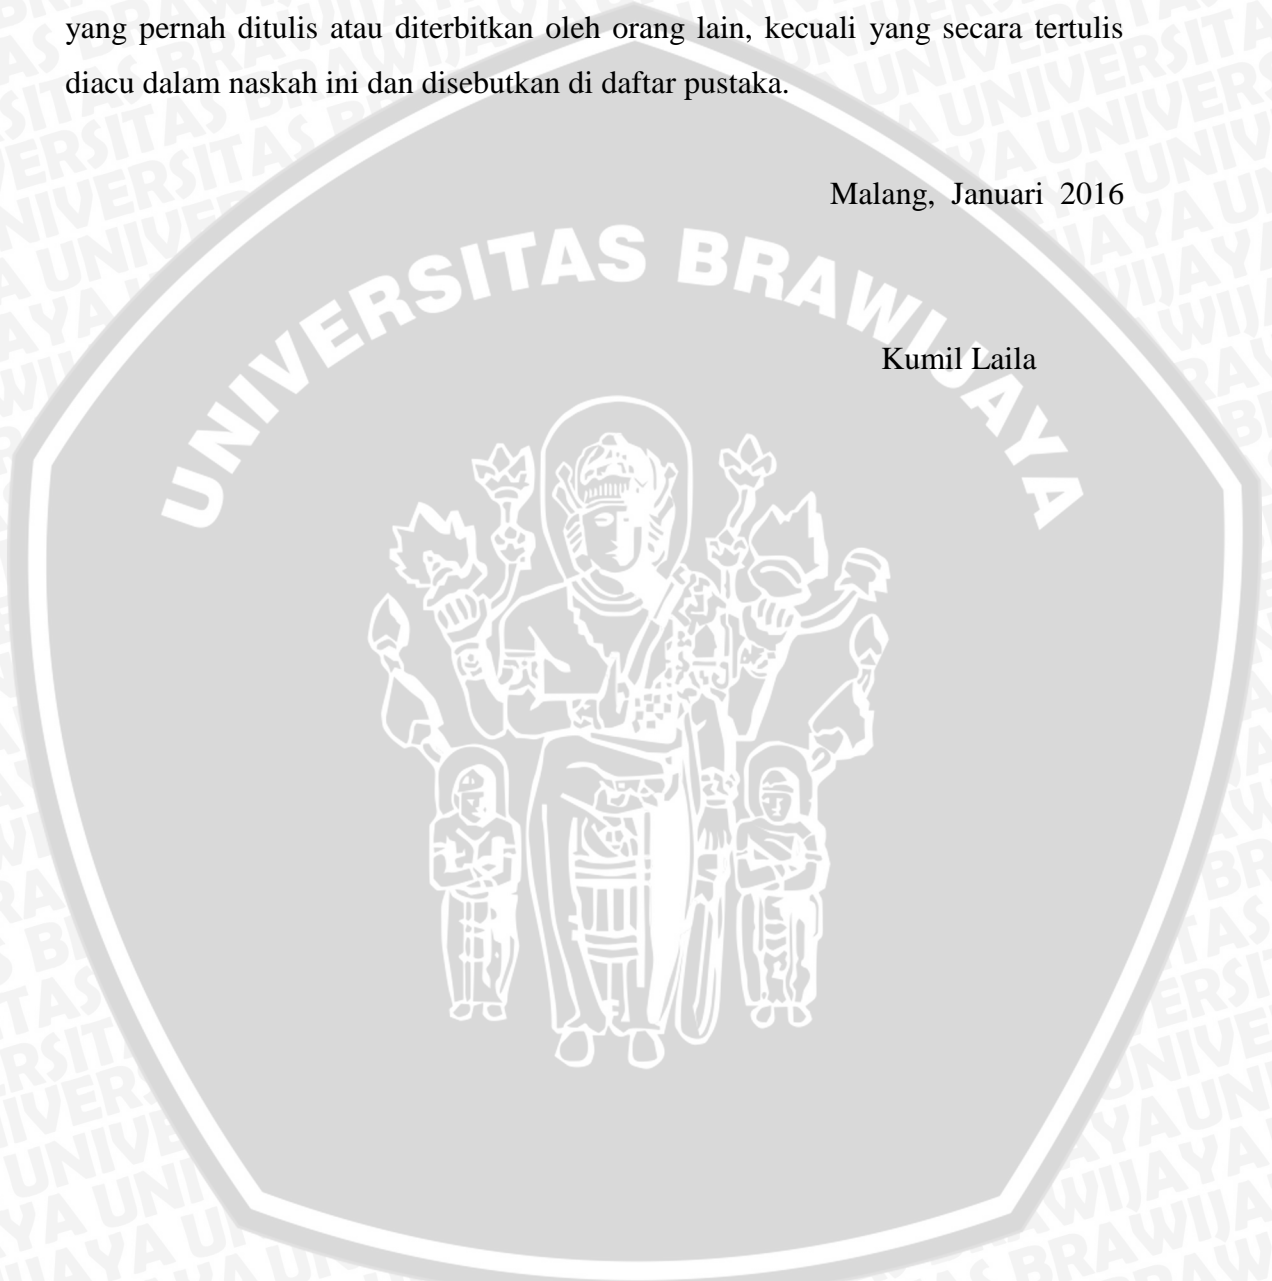 yang pernah ditulis atau diterbitkan oleh orang lain, kecuali yang secara tertulis
diacu dalam naskah ini dan disebutkan di daftar pustaka.
Malang, Januari 2016
UNIVERSITAS BRAWIJAYA
Kumil Laila